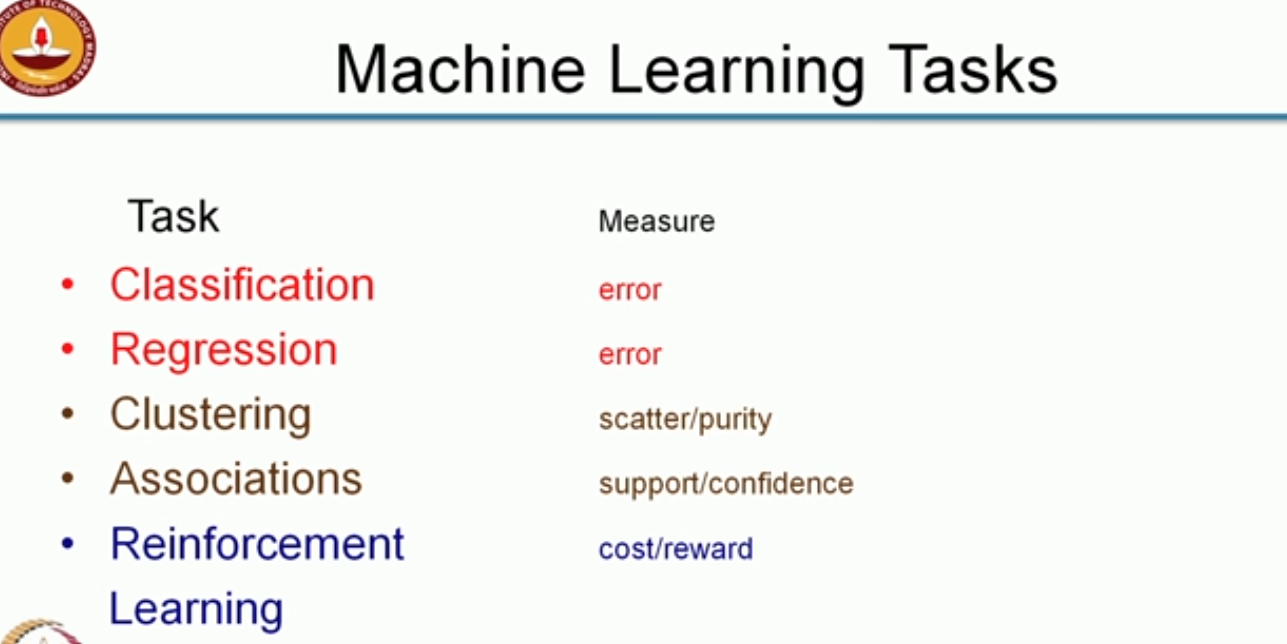 Machine Learning Tasks
Task Measure
• Classification error
• Regression error
• Clustering scatter/purity
• Associations support/confidence
• Reinforcement cost/reward
Learning